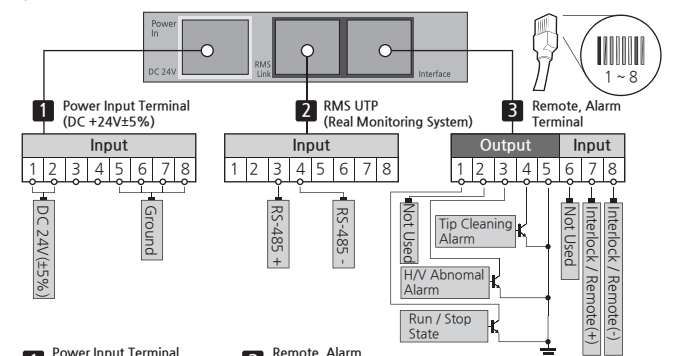 Power
In
DC 24V
RMS
Link
Interface
1 ~ 8
1 Power Input Terminal
(DC +24V±5%)
2 RMS UTP
(Real Monitoring System)
3 Remote, Alarm
Terminal
Input
1 2 3 4 5 6 7 8
DC 24V(±5%)
Ground
Input
1 2 3 4 5 6 7 8
RS-485 +
RS-485 -
Output Input
1 2 3 4 5 6 7 8
Not Used
Tip Cleaning
Alarm
H/V Abnomal
Alarm
Run / Stop
State
Not Used
Interlock / Remote(+)
Interlock / Remote(-)
Power Input Terminal
Remote, Alarm